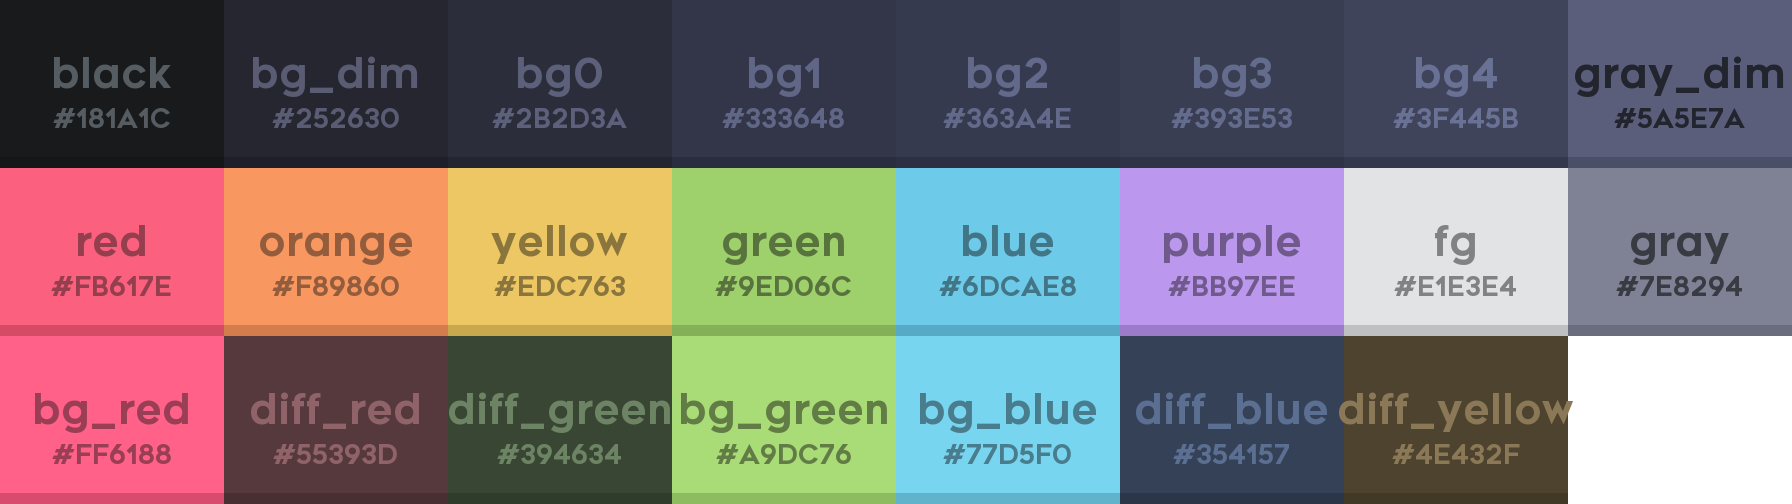 black bg_dim bg0 bg1 bg2 bg3 bg4 gray_dim
#181A1C #252630 #2B2D3A #333648 #363A4E #393E53 #3F445B #5A5E7A
red orange yellow green blue purple fg gray
#FB617E #F89860 #EDC763 #9ED06C #6DCAE8 #BB97EE #E1E3E4 #7E8294
bg_red diff_red diff_green bg_green bg_blue diff_blue diff_yellow
#FF6188 #55393D #394634 #A9DC76 #77D5F0 #354157 #4E432F